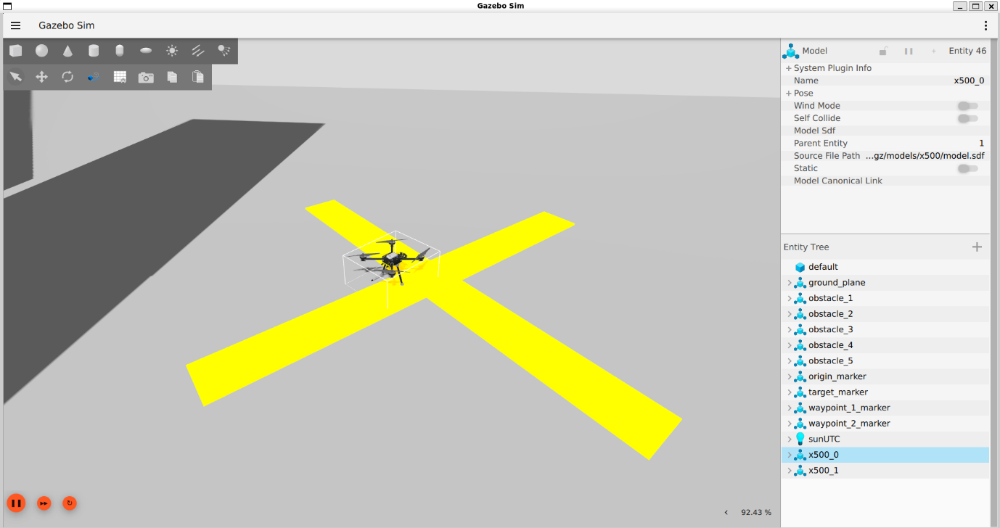 Gazebo Sim
Gazebo Sim
Model
Entity 46
System Plugin Info
Name x500_0
Pose
Wind Mode
Self Collide
Model Sdf
Parent Entity 1
Source File Path ...gz/models/x500/model.sdf
Static
Model Canonical Link
Entity Tree
default
ground_plane
obstacle_1
obstacle_2
obstacle_3
obstacle_4
obstacle_5
origin_marker
target_marker
waypoint_1_marker
waypoint_2_marker
sunUTC
x500_0
x500_1
92.43 %